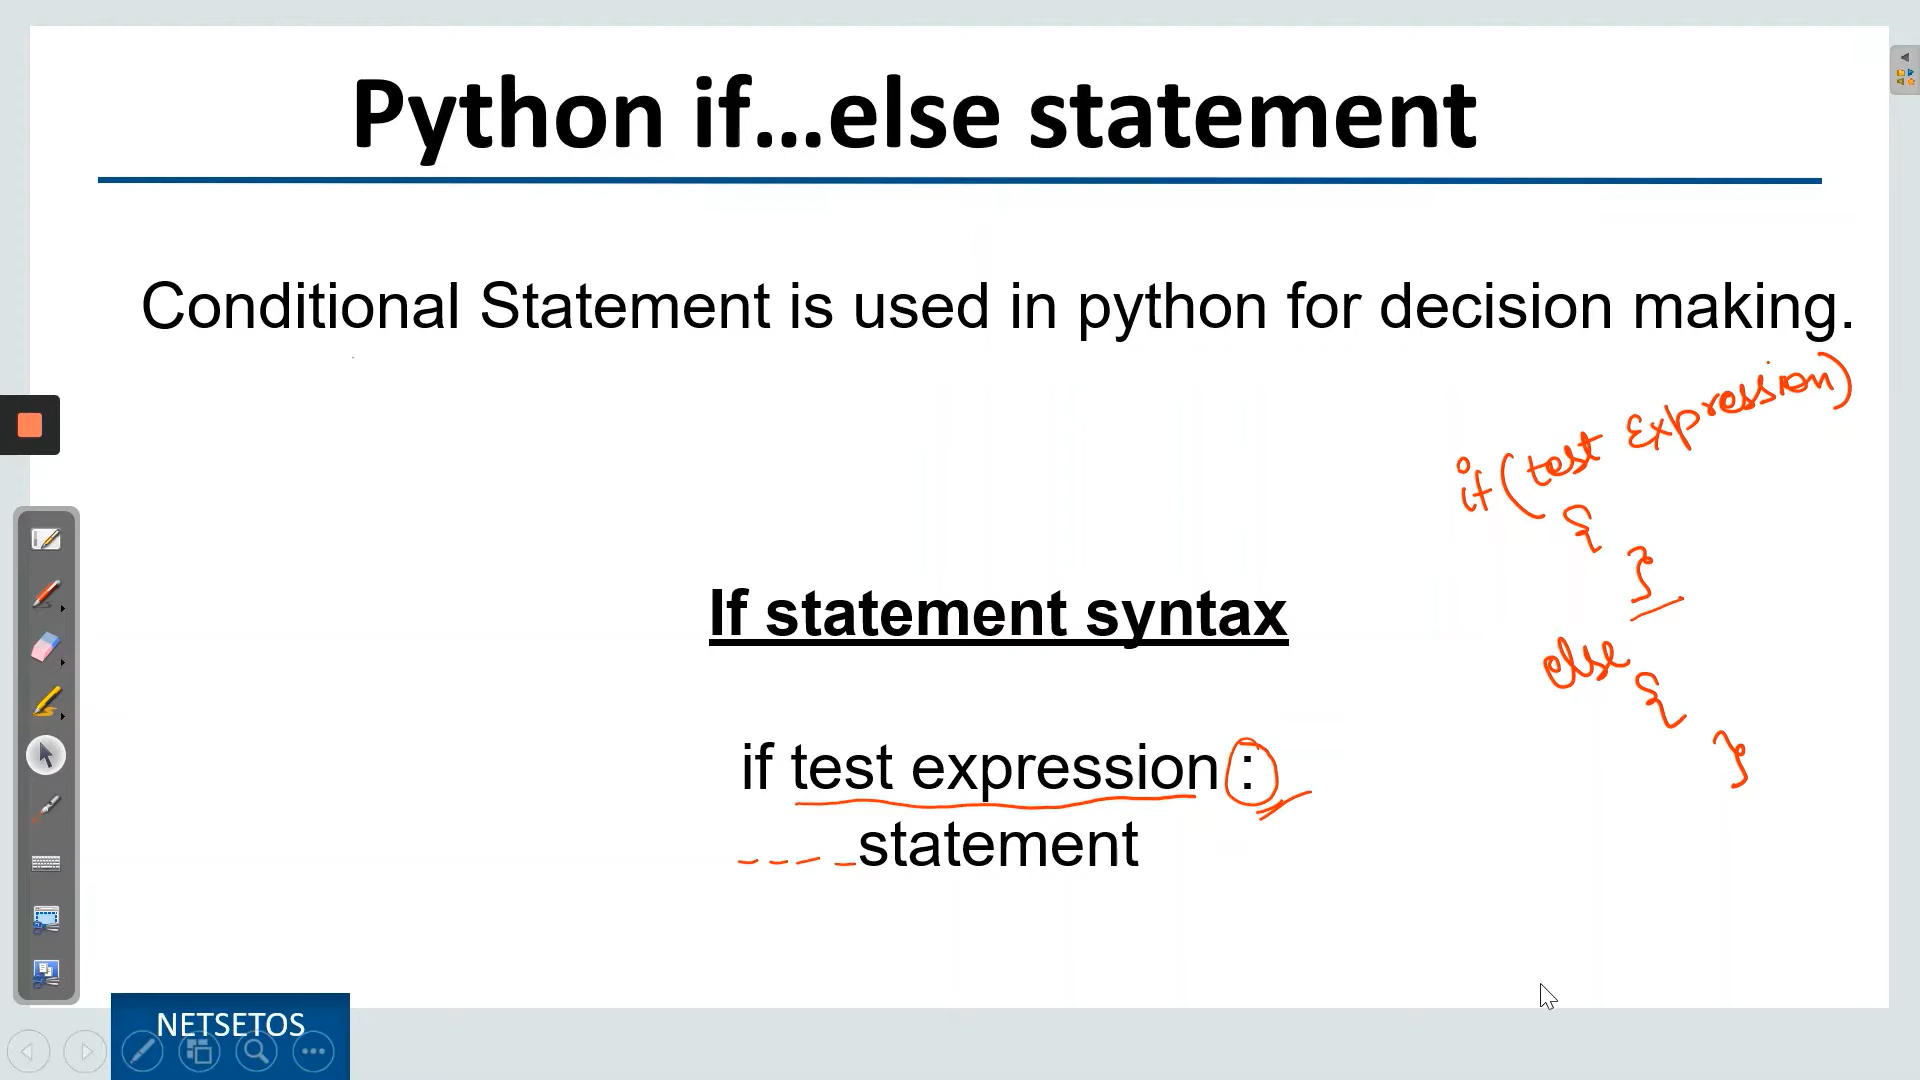 Python if...else statement
Conditional Statement is used in python for decision making.
if (test Expression)
{
}
else
{
}
If statement syntax
if test expression :
statement
NETSETOS